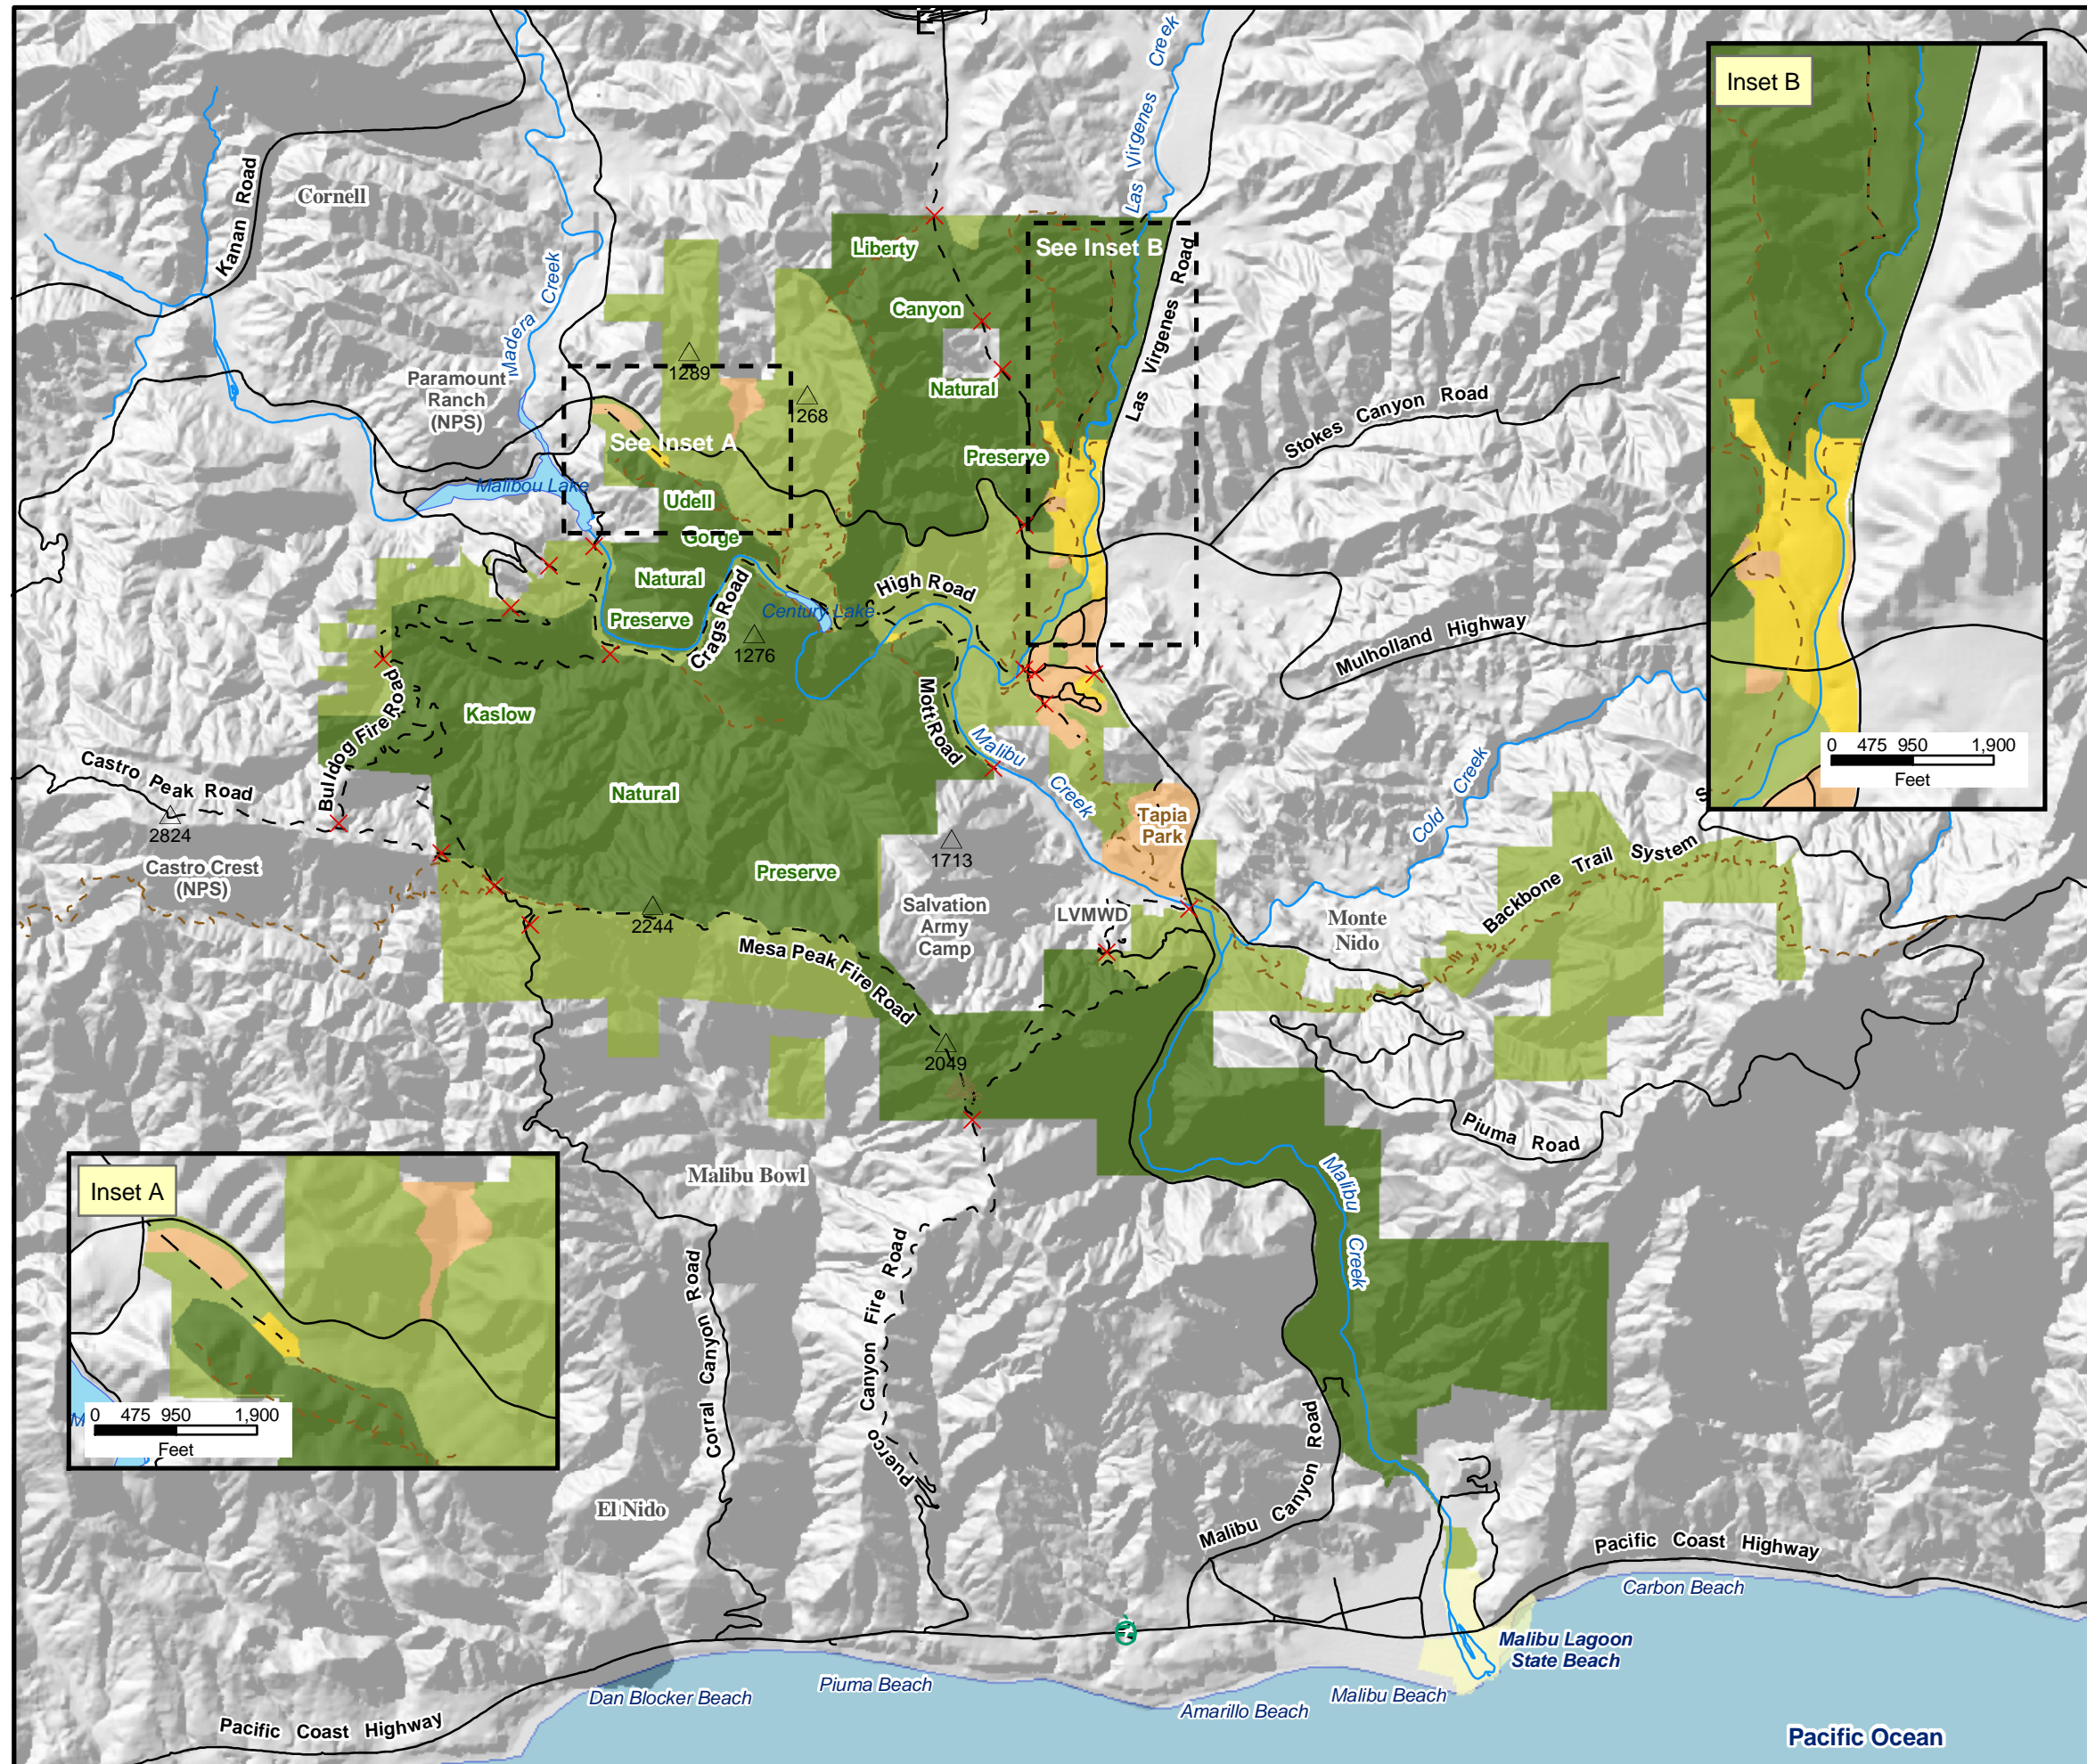 Las Virgenes Creek
Inset B
Kanan Road
Cornell
Madera Creek
Liberty
See Inset B
Canyon
Las Virgenes Road
1289
Paramount
Ranch
(NPS)
Natural
268
Stokes Canyon Road
See Inset A
Preserve
Malibou Lake
Udell
Gorge
Natural
High Road
Century Lake
Preserve
Crags Road
1276
Mulholland Highway
Kaslow
Bulldog Fire Road
Mott Road
Malibu Creek
0 475 950 1,900
Feet
Castro Peak Road
2824
Natural
Cold Creek
Tapia
Park
S
1713
Castro Crest
(NPS)
Preserve
Backbone Trail System
Salvation
Army
Camp
LVMWD
Monte
Nido
2244
Mesa Peak Fire Road
2049
Piuma Road
Malibu Bowl
Malibu Creek
Inset A
Coral Canyon Road
Puerco Canyon Fire Road
M
0 475 950 1,900
Feet
Malibu Canyon Road
El Nido
Pacific Coast Highway
Carbon Beach
Malibu Lagoon
State Beach
Piuma Beach
Dan Blocker Beach
Malibu Beach
Amarillo Beach
Pacific Coast Highway
Pacific Ocean